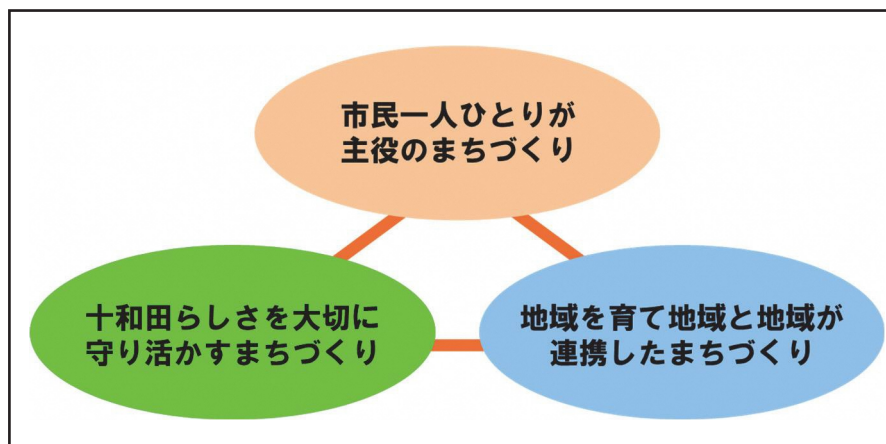 市民一人ひとりが
主役のまちづくり
十和田らしさを大切に
守り活かすまちづくり
地域を育て地域と地域が
連携したまちづくり